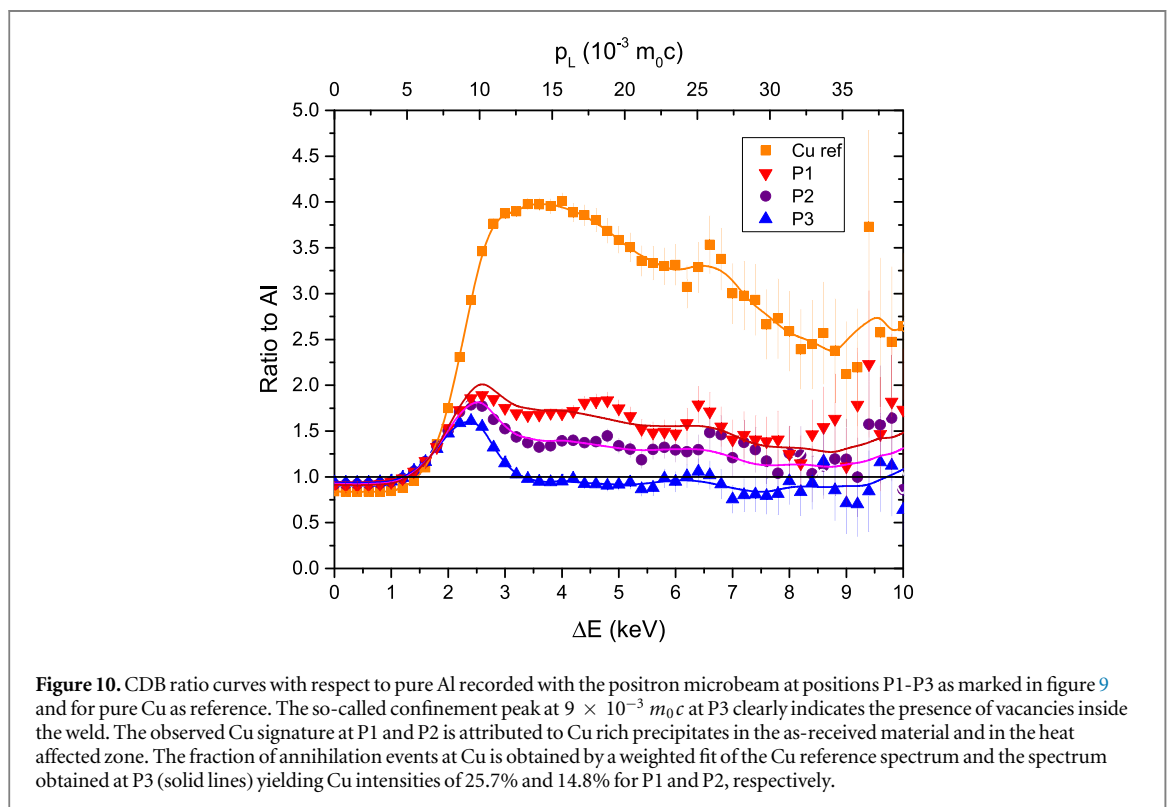 p_L (10^-3 m_0c)
0 5 10 15 20 25 30 35
5.0
4.5
4.0
3.5
3.0
2.5
2.0
1.5
1.0
0.5
0.0
Ratio to Al
Cu ref
P1
P2
P3
0 1 2 3 4 5 6 7 8 9 10
ΔE (keV)
Figure 10. CDB ratio curves with respect to pure Al recorded with the positron microbeam at positions P1-P3 as marked in figure 9
and for pure Cu as reference. The so-called confinement peak at 9 × 10^−3 m_0c at P3 clearly indicates the presence of vacancies inside
the weld. The observed Cu signature at P1 and P2 is attributed to Cu rich precipitates in the as-received material and in the heat
affected zone. The fraction of annihilation events at Cu is obtained by a weighted fit of the Cu reference spectrum and the spectrum
obtained at P3 (solid lines) yielding Cu intensities of 25.7% and 14.8% for P1 and P2, respectively.